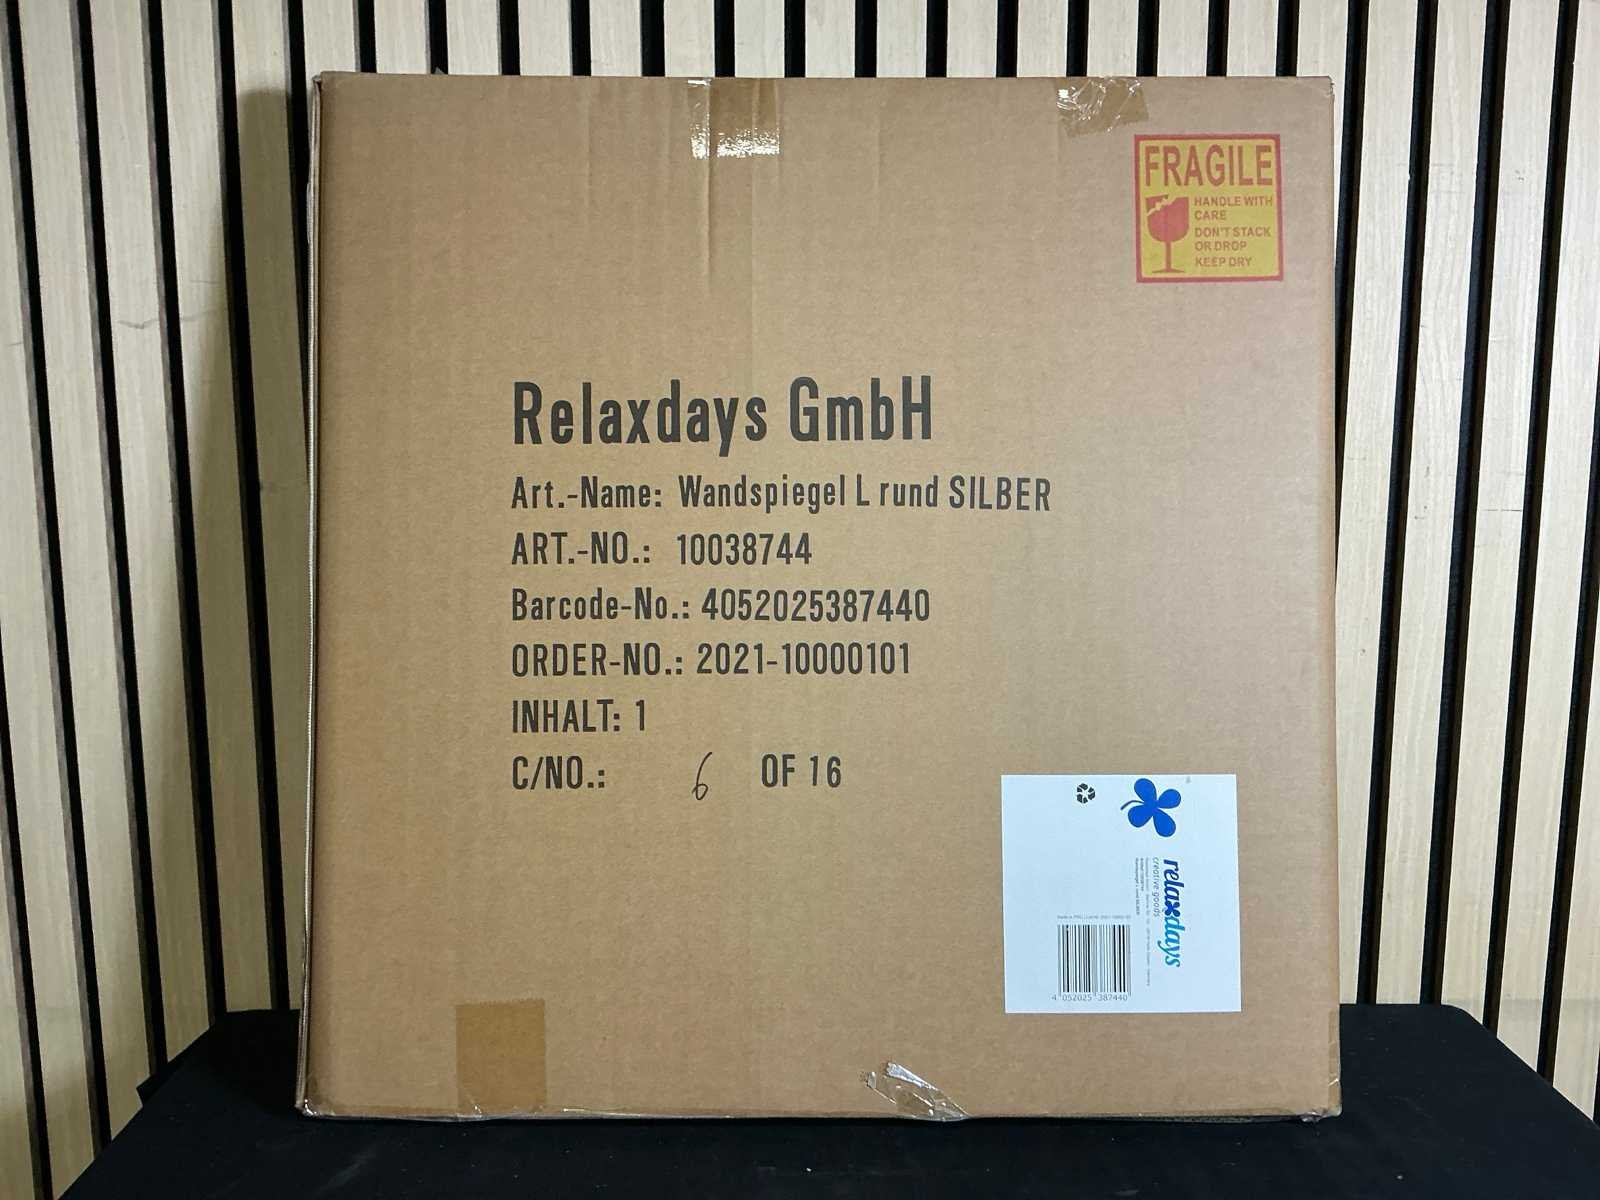 FRAGILE
HANDLE WITH
CARE
DON'T STACK
OR DROP
KEEP DRY
Relaxdays GmbH
Art.-Name: Wandspiegel L rund SILBER
ART.-NO.: 10038744
Barcode-No.: 4052025387440
ORDER-NO.: 2021-10000101
INHALT: 1
C/NO.: 6 OF 16
relaxdays
creative goods
4 052025 387440